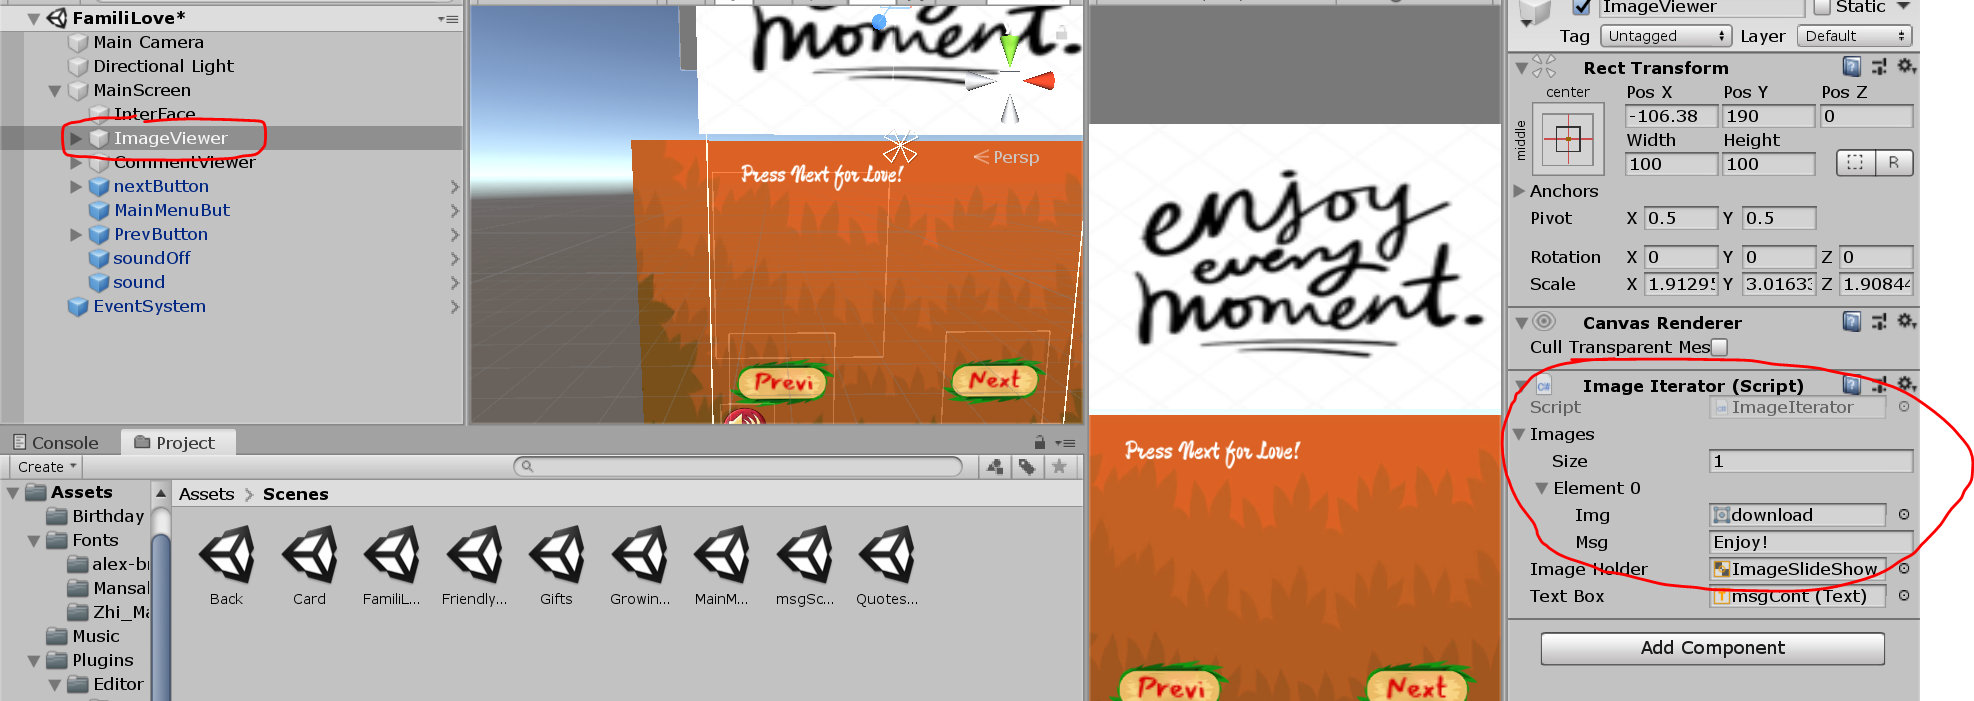 FamiliLove*
Main Camera
Directional Light
MainScreen
InterFace
ImageViewer
CommentViewer
nextButton
MainMenuBut
PrevButton
soundOff
sound
EventSystem
moment.
Persp
Press Next for Love!
Previ
Next
enjoy
every
moment.
Press Next for Love!
Previ
Next
Console
Project
Create
Assets
Birthday
Fonts
alex-b
Mansal
Zhi_Ma
Music
Plugins
Editor
Assets > Scenes
Back
Card
FamiliL...
Friendly...
Gifts
Growin...
MainM...
msgSc...
Quotes...
ImageViewer
Static
Tag Untagged Layer Default
Rect Transform
center
middle
Pos X Pos Y Pos Z
-106.38 190 0
Width Height
100 100
R
Anchors
Pivot X 0.5 Y 0.5
Rotation X 0 Y 0 Z 0
Scale X 1.9129 Y 3.0163 Z 1.9084
Canvas Renderer
Cull Transparent Mes
Image Iterator (Script)
Script C# ImageIterator
Images
Size 1
Element 0
Img download
Msg Enjoy!
Image Holder ImageSlideShow
Text Box msgCont (Text)
Add Component